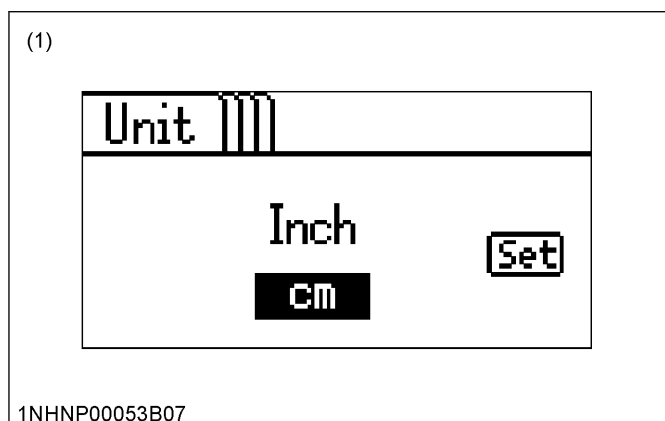 (1)
Unit
Inch
Set
cm
1NHNP00053B07